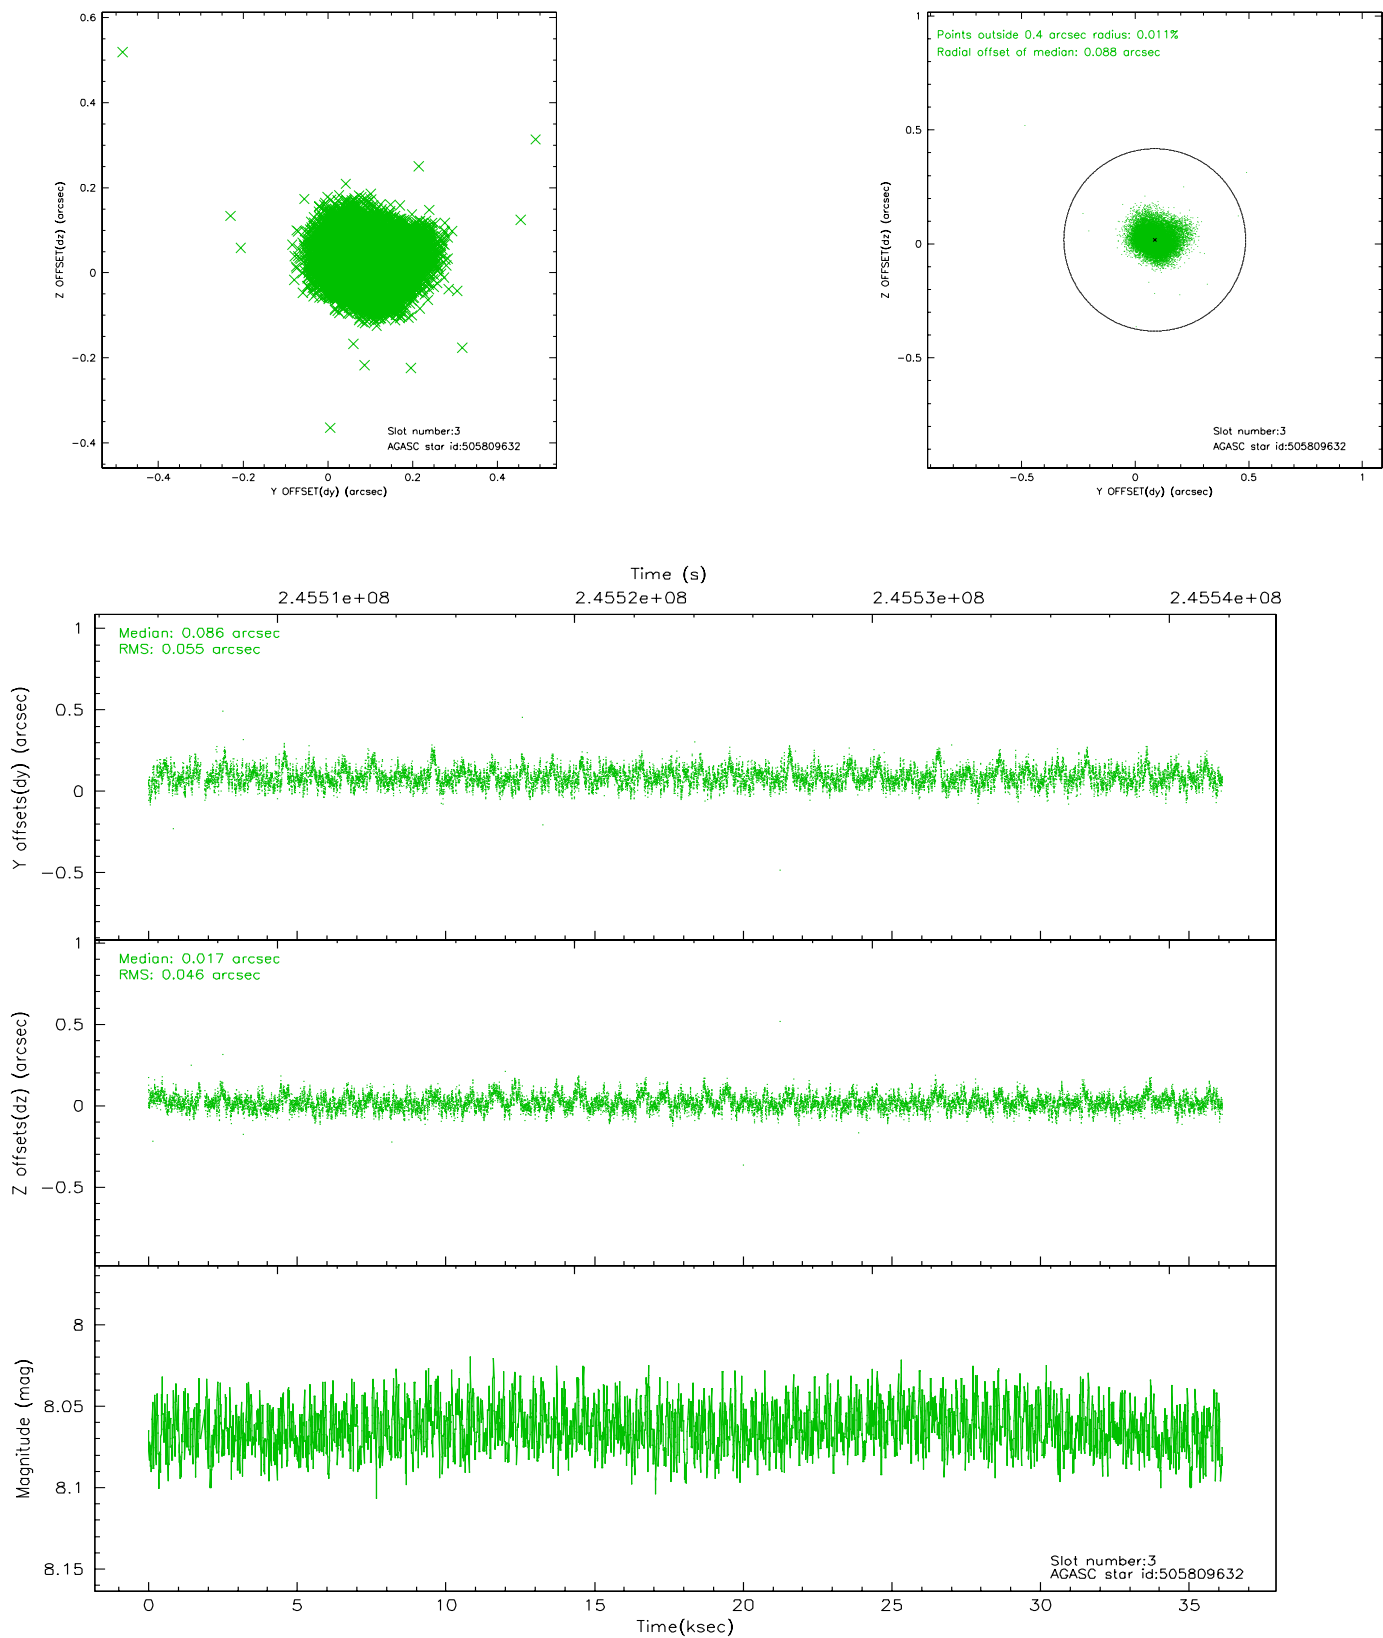 0.6
0.4
0.2
0
−0.2
−0.4
Z OFFSET(dz) (arcsec)
Slot number:3
AGASC star id:505809632
−0.4
−0.2
0
0.2
0.4
Y OFFSET(dy) (arcsec)
Points outside 0.4 arcsec radius: 0.011%
Radial offset of median: 0.088 arcsec
1
0.5
0
−0.5
Z OFFSET(dz) (arcsec)
Slot number:3
AGASC star id:505809632
−0.5
0
0.5
1
Y OFFSET(dy) (arcsec)
Time (s)
2.4551e+08
2.4552e+08
2.4553e+08
2.4554e+08
Median: 0.086 arcsec
RMS: 0.055 arcsec
1
0.5
0
−0.5
Y offsets(dy) (arcsec)
Median: 0.017 arcsec
RMS: 0.046 arcsec
1
0.5
0
−0.5
Z offsets(dz) (arcsec)
8
8.05
8.1
8.15
Magnitude (mag)
Slot number:3
AGASC star id:505809632
0
5
10
15
20
25
30
35
Time(ksec)